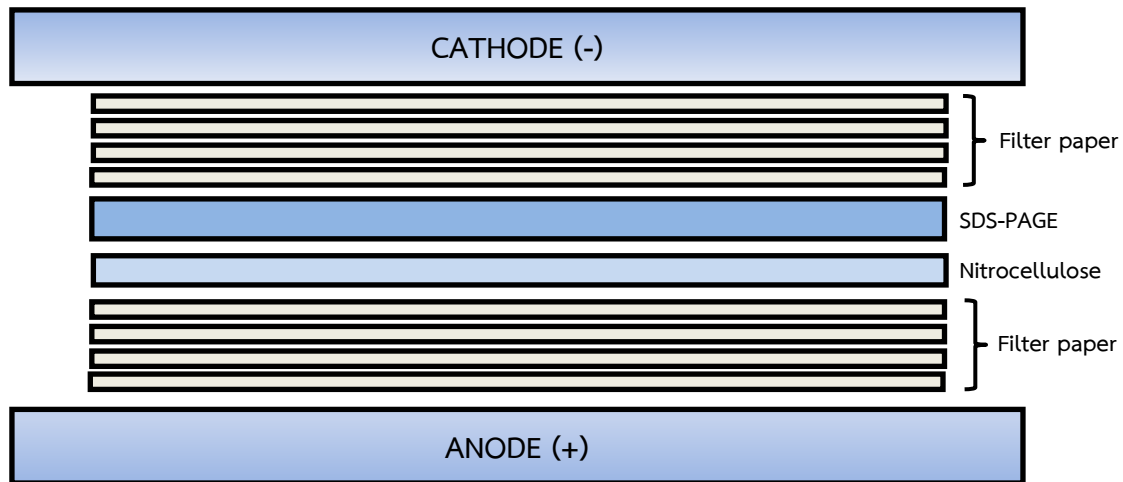 CATHODE (-)
Filter paper
SDS-PAGE
Nitrocellulose
Filter paper
ANODE (+)